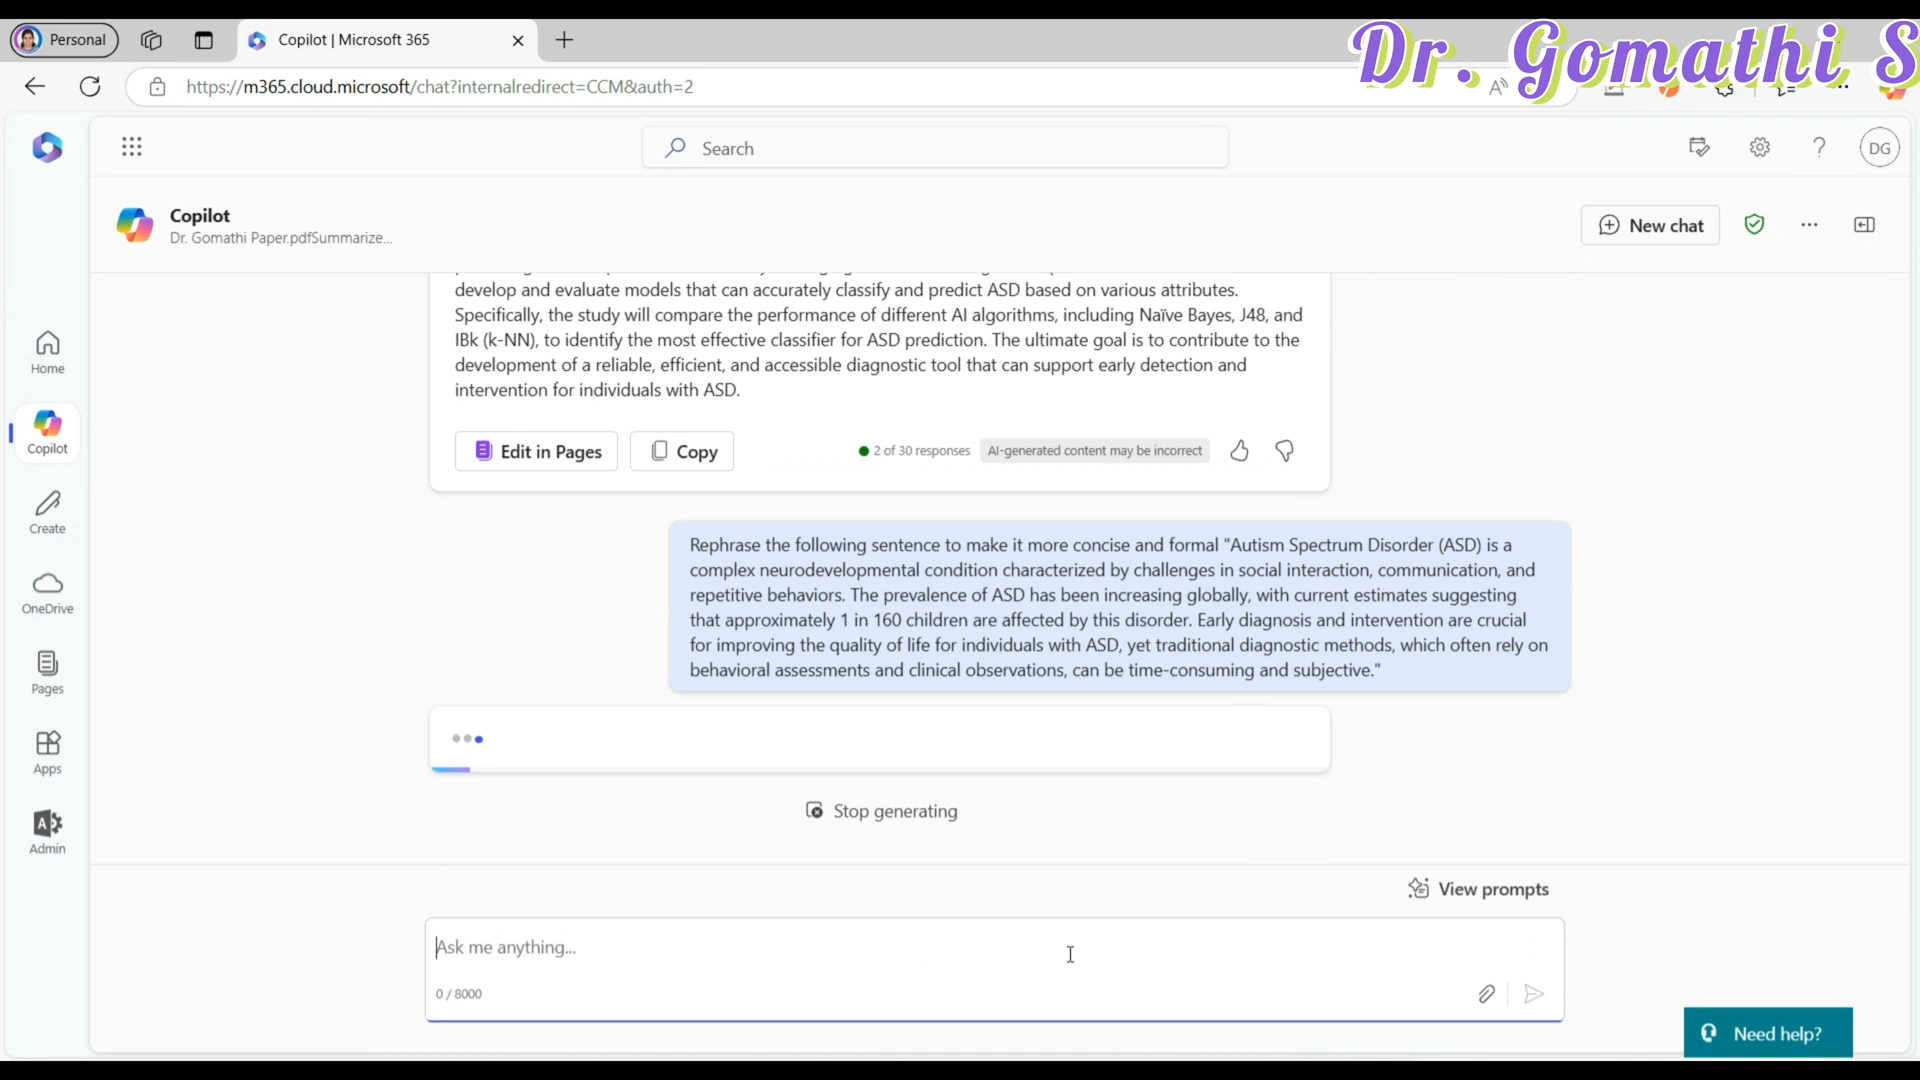 Personal
Copilot | Microsoft 365
Dr. Gomathi S
https://m365.cloud.microsoft/chat?internalredirect=CCM&auth=2
Search
DG
Copilot
Dr. Gomathi Paper.pdfSummarize...
New chat
develop and evaluate models that can accurately classify and predict ASD based on various attributes.
Specifically, the study will compare the performance of different AI algorithms, including Naïve Bayes, J48, and
IBk (k-NN), to identify the most effective classifier for ASD prediction. The ultimate goal is to contribute to the
development of a reliable, efficient, and accessible diagnostic tool that can support early detection and
intervention for individuals with ASD.
Edit in Pages
Copy
2 of 30 responses
AI-generated content may be incorrect
Rephrase the following sentence to make it more concise and formal "Autism Spectrum Disorder (ASD) is a
complex neurodevelopmental condition characterized by challenges in social interaction, communication, and
repetitive behaviors. The prevalence of ASD has been increasing globally, with current estimates suggesting
that approximately 1 in 160 children are affected by this disorder. Early diagnosis and intervention are crucial
for improving the quality of life for individuals with ASD, yet traditional diagnostic methods, which often rely on
behavioral assessments and clinical observations, can be time-consuming and subjective."
Stop generating
Home
Copilot
Create
OneDrive
Pages
Apps
Admin
View prompts
Ask me anything...
0 / 8000
Need help?